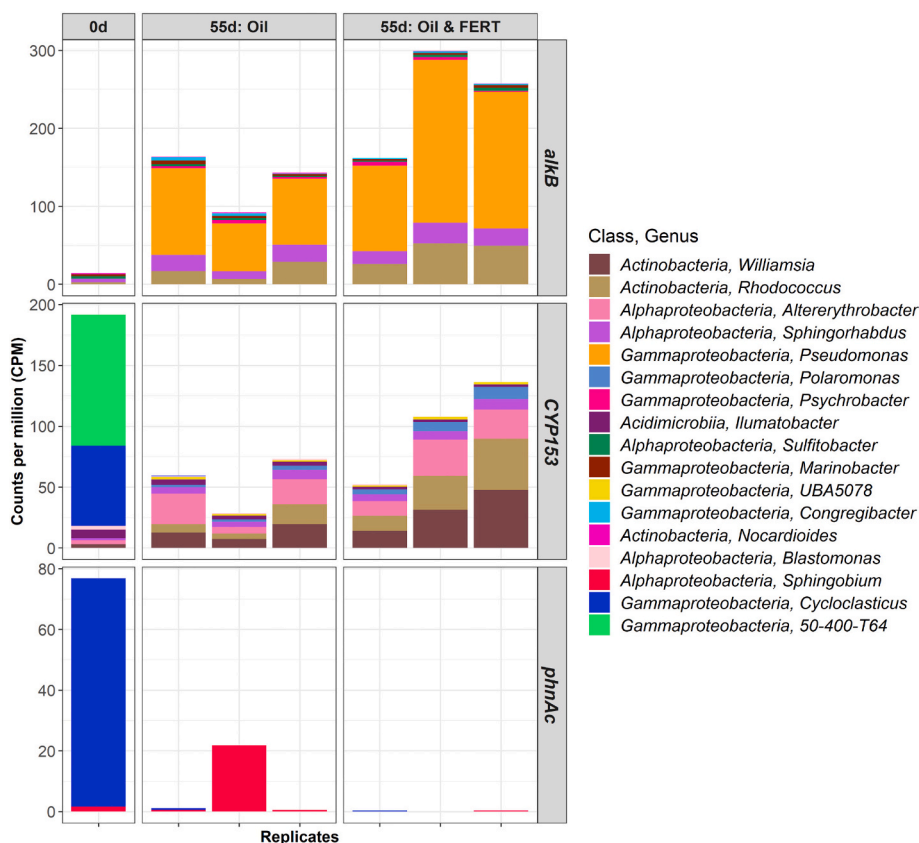 0d
55d: Oil
55d: Oil & FERT
300
200
100
0
alkB
200
150
100
50
0
CYP153
80
60
40
20
0
phnAc
Counts per million (CPM)
Replicates
Class, Genus
Actinobacteria, Williamsia
Actinobacteria, Rhodococcus
Alphaproteobacteria, Altererythrobacter
Alphaproteobacteria, Sphingorhabdus
Gammaproteobacteria, Pseudomonas
Gammaproteobacteria, Polaromonas
Gammaproteobacteria, Psychrobacter
Acidimicrobiia, Ilumatobacter
Alphaproteobacteria, Sulfitobacter
Gammaproteobacteria, Marinobacter
Gammaproteobacteria, UBA5078
Gammaproteobacteria, Congregibacter
Actinobacteria, Nocardioides
Alphaproteobacteria, Blastomonas
Alphaproteobacteria, Sphingobium
Gammaproteobacteria, Cycloclasticus
Gammaproteobacteria, 50-400-T64